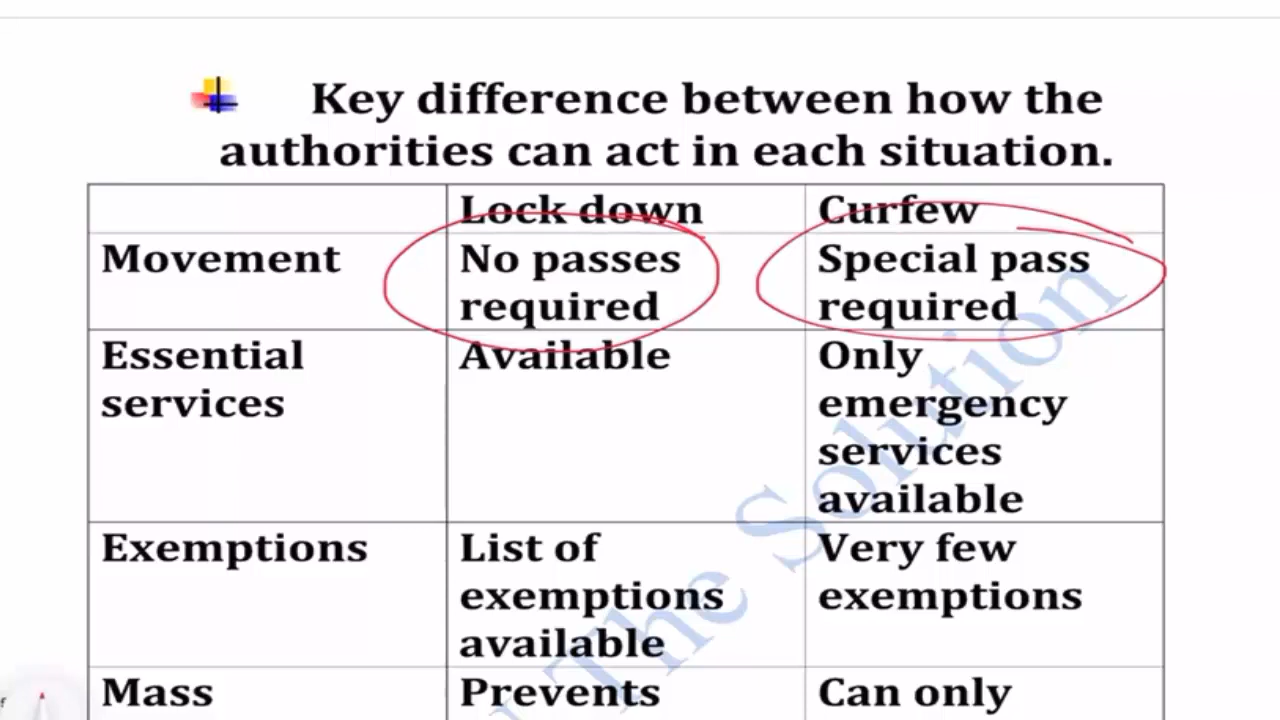 Key difference between how the
authorities can act in each situation.
Lock down Curfew
Movement No passes required Special pass required
Essential services Available Only emergency services available
Exemptions List of exemptions available Very few exemptions
Mass Prevents Can only
The Solution